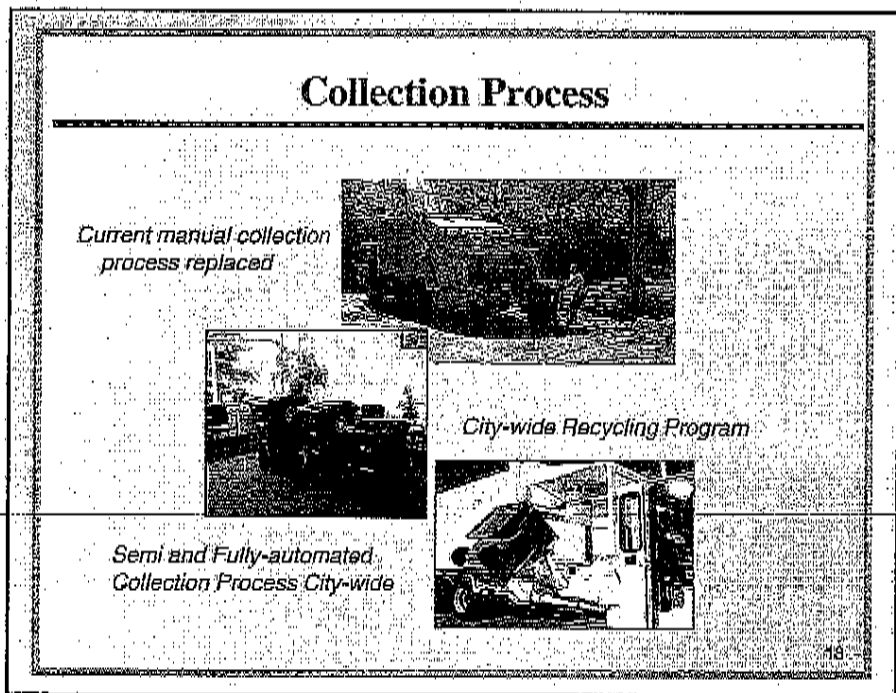 Collection Process
Current manual collection
process replaced
City-wide Recycling Program
Semi and Fully-automated
Collection Process City-wide